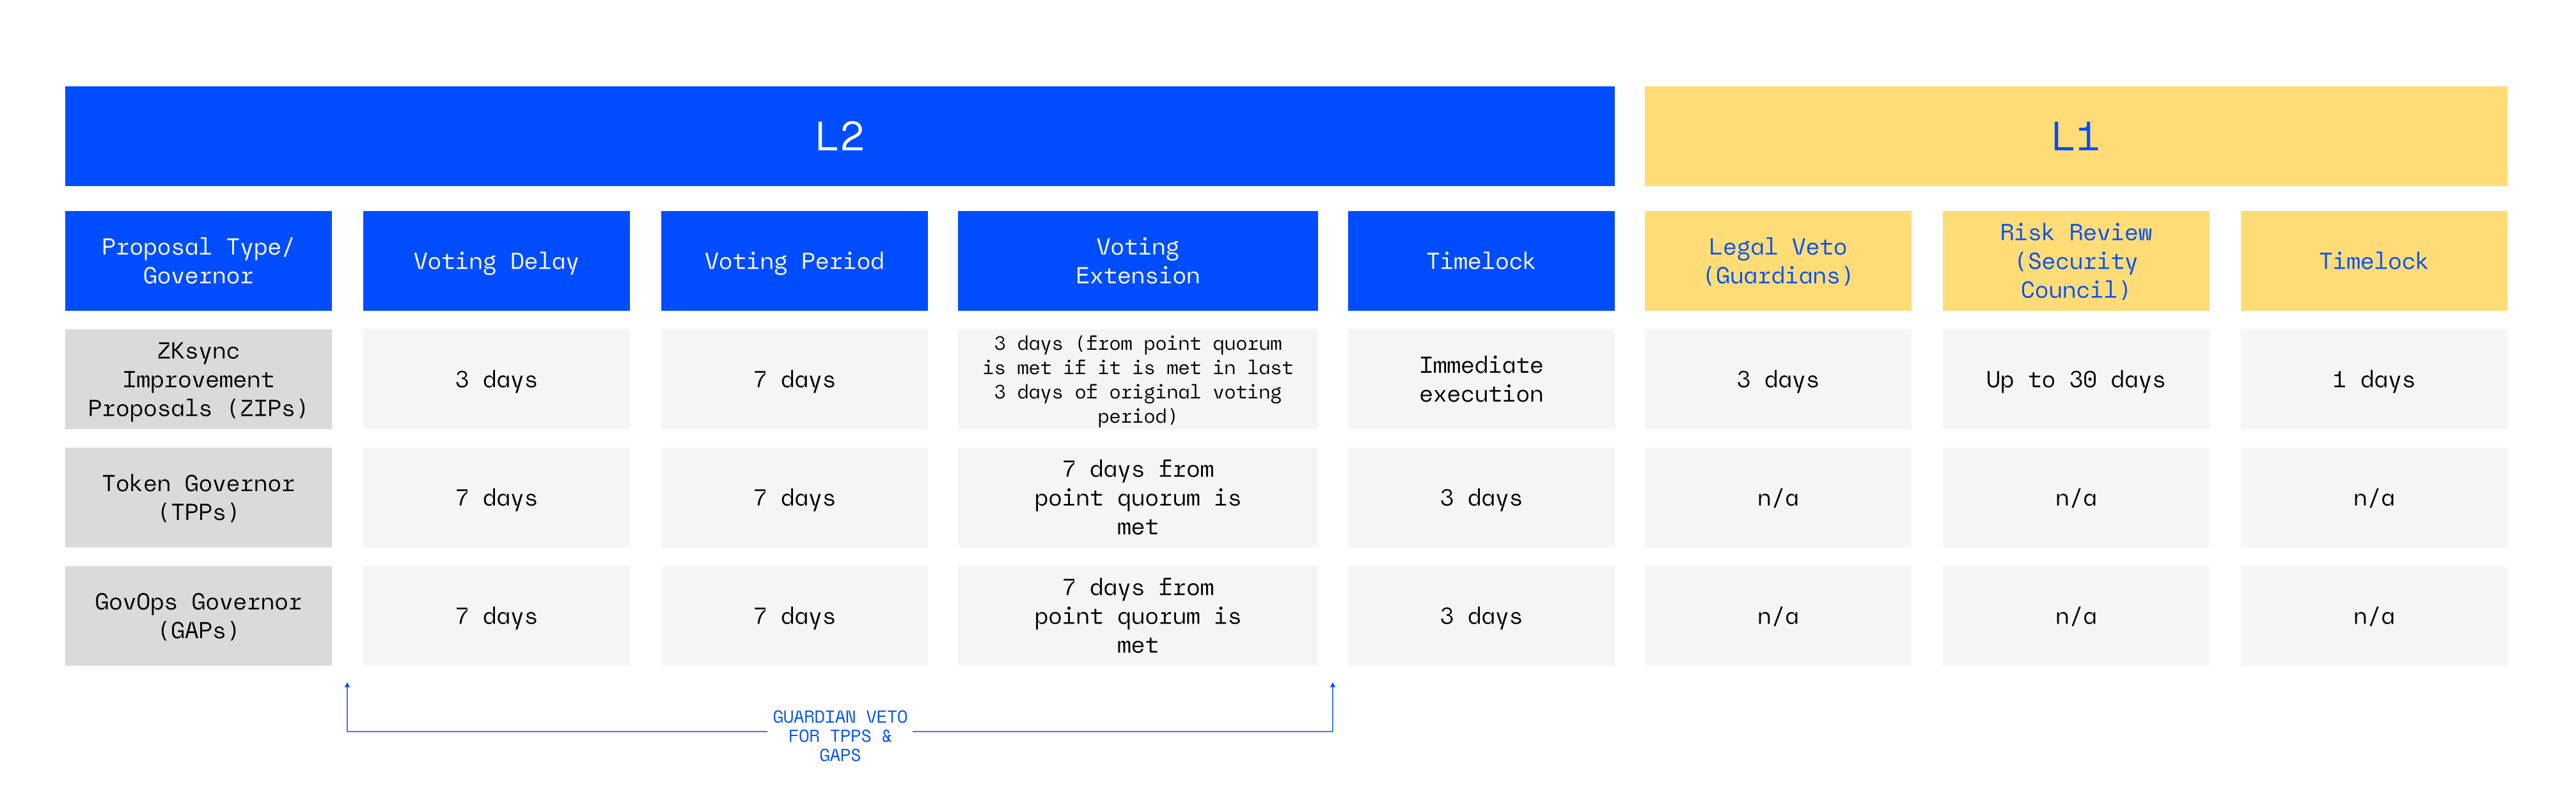 L2
L1
Proposal Type/
Governor
Voting Delay
Voting Period
Voting
Extension
Timelock
Legal Veto
(Guardians)
Risk Review
(Security
Council)
Timelock
ZKsync
Improvement
Proposals (ZIPs)
3 days
7 days
3 days (from point quorum
is met if it is met in last
3 days of original voting
period)
Immediate
execution
3 days
Up to 30 days
1 days
Token Governor
(TPPs)
7 days
7 days
7 days from
point quorum is
met
3 days
n/a
n/a
n/a
GovOps Governor
(GAPs)
7 days
7 days
7 days from
point quorum is
met
3 days
n/a
n/a
n/a
GUARDIAN VETO
FOR TPPS &
GAPS